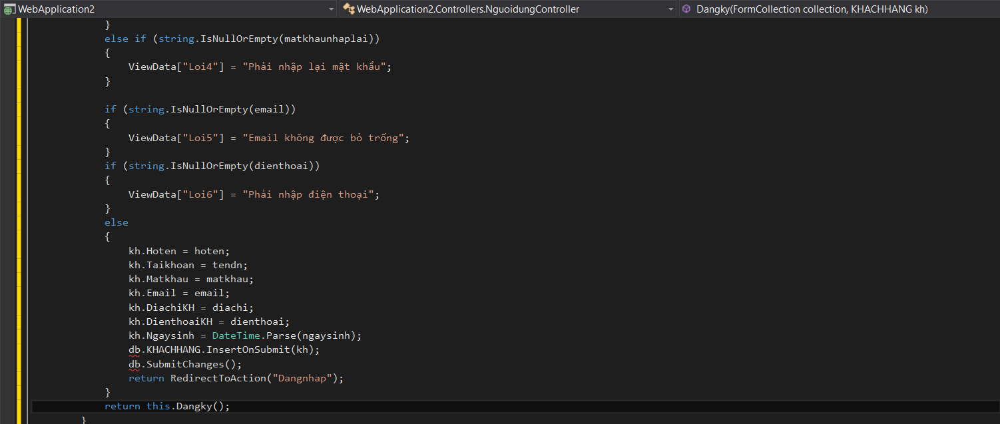 WebApplication2 WebApplication2.Controllers.NguoidungController Dangky(FormCollection collection, KHACHHANG kh)
}
else if (string.IsNullOrEmpty(matkhaunhaplai))
{
ViewData["Loi4"] = "Phải nhập lại mật khẩu";
}
if (string.IsNullOrEmpty(email))
{
ViewData["Loi5"] = "Email không được bỏ trống";
}
if (string.IsNullOrEmpty(dienthoai))
{
ViewData["Loi6"] = "Phải nhập điện thoại";
}
else
{
kh.Hoten = hoten;
kh.Taikhoan = tendn;
kh.Matkhau = matkhau;
kh.Email = email;
kh.DiachiKH = diachi;
kh.DienthoaiKH = dienthoai;
kh.Ngaysinh = DateTime.Parse(ngaysinh);
db.KHACHHANG.InsertOnSubmit(kh);
db.SubmitChanges();
return RedirectToAction("Dangnhap");
}
return this.Dangky();
}